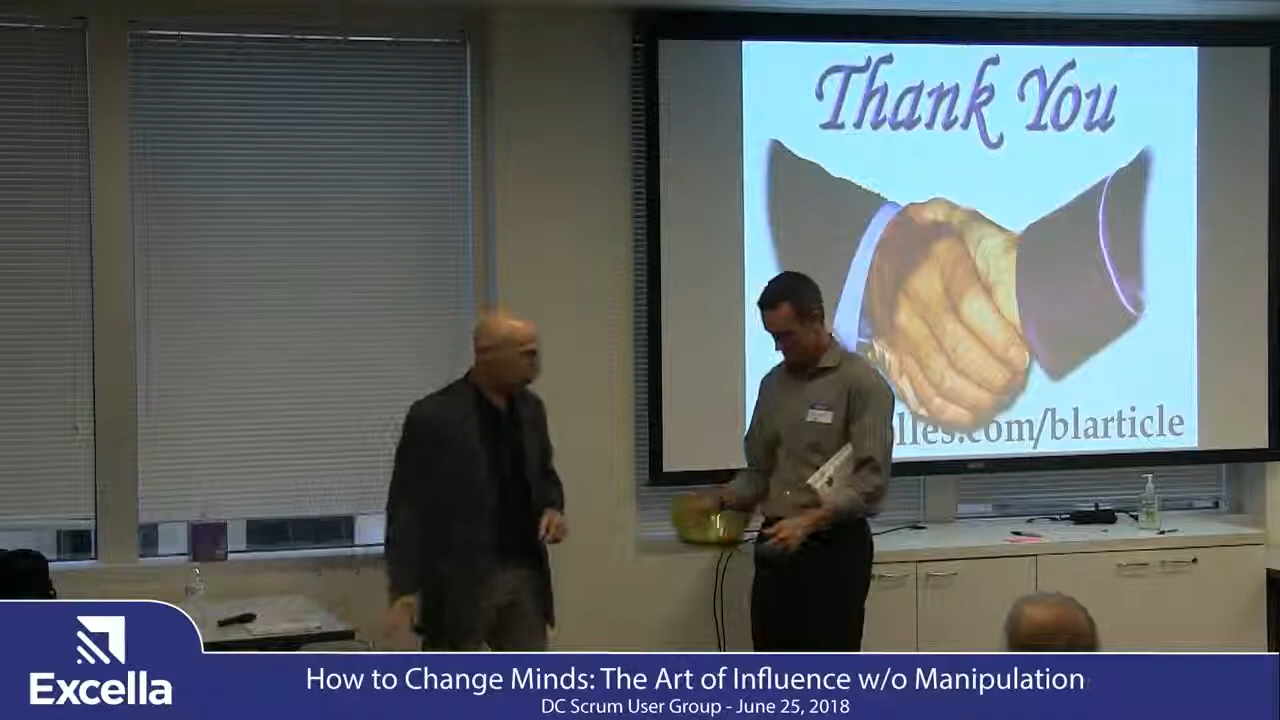 Thank You
lles.com/blarticle
Excella
How to Change Minds: The Art of Influence w/o Manipulation
DC Scrum User Group - June 25, 2018